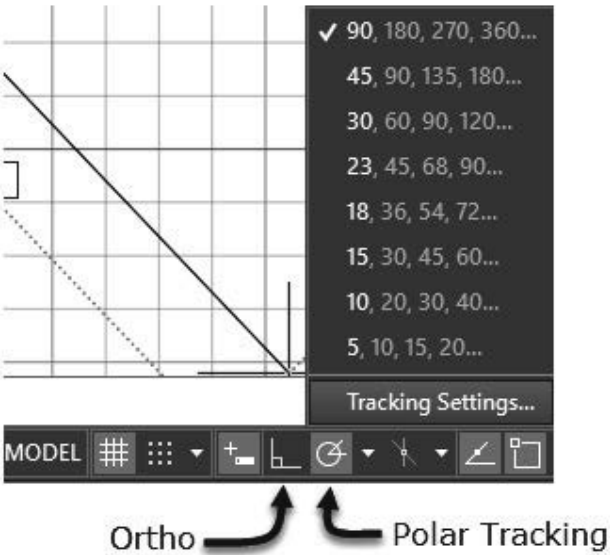 90, 180, 270, 360...
45, 90, 135, 180...
30, 60, 90, 120...
23, 45, 68, 90...
18, 36, 54, 72...
15, 30, 45, 60...
10, 20, 30, 40...
5, 10, 15, 20...
Tracking Settings...
MODEL
Ortho
Polar Tracking